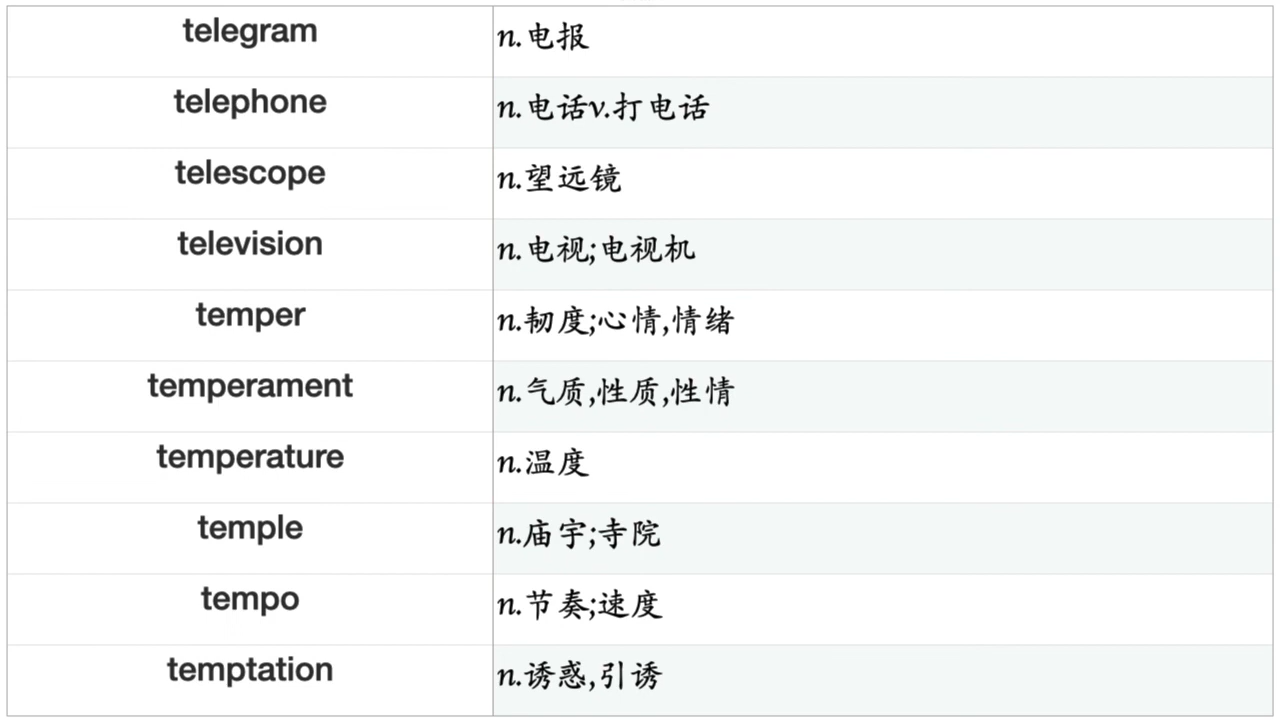 telegram n.电报
telephone n.电话v.打电话
telescope n.望远镜
television n.电视;电视机
temper n.韧度;心情,情绪
temperament n.气质,性质,性情
temperature n.温度
temple n.庙宇;寺院
tempo n.节奏;速度
temptation n.诱惑,引诱